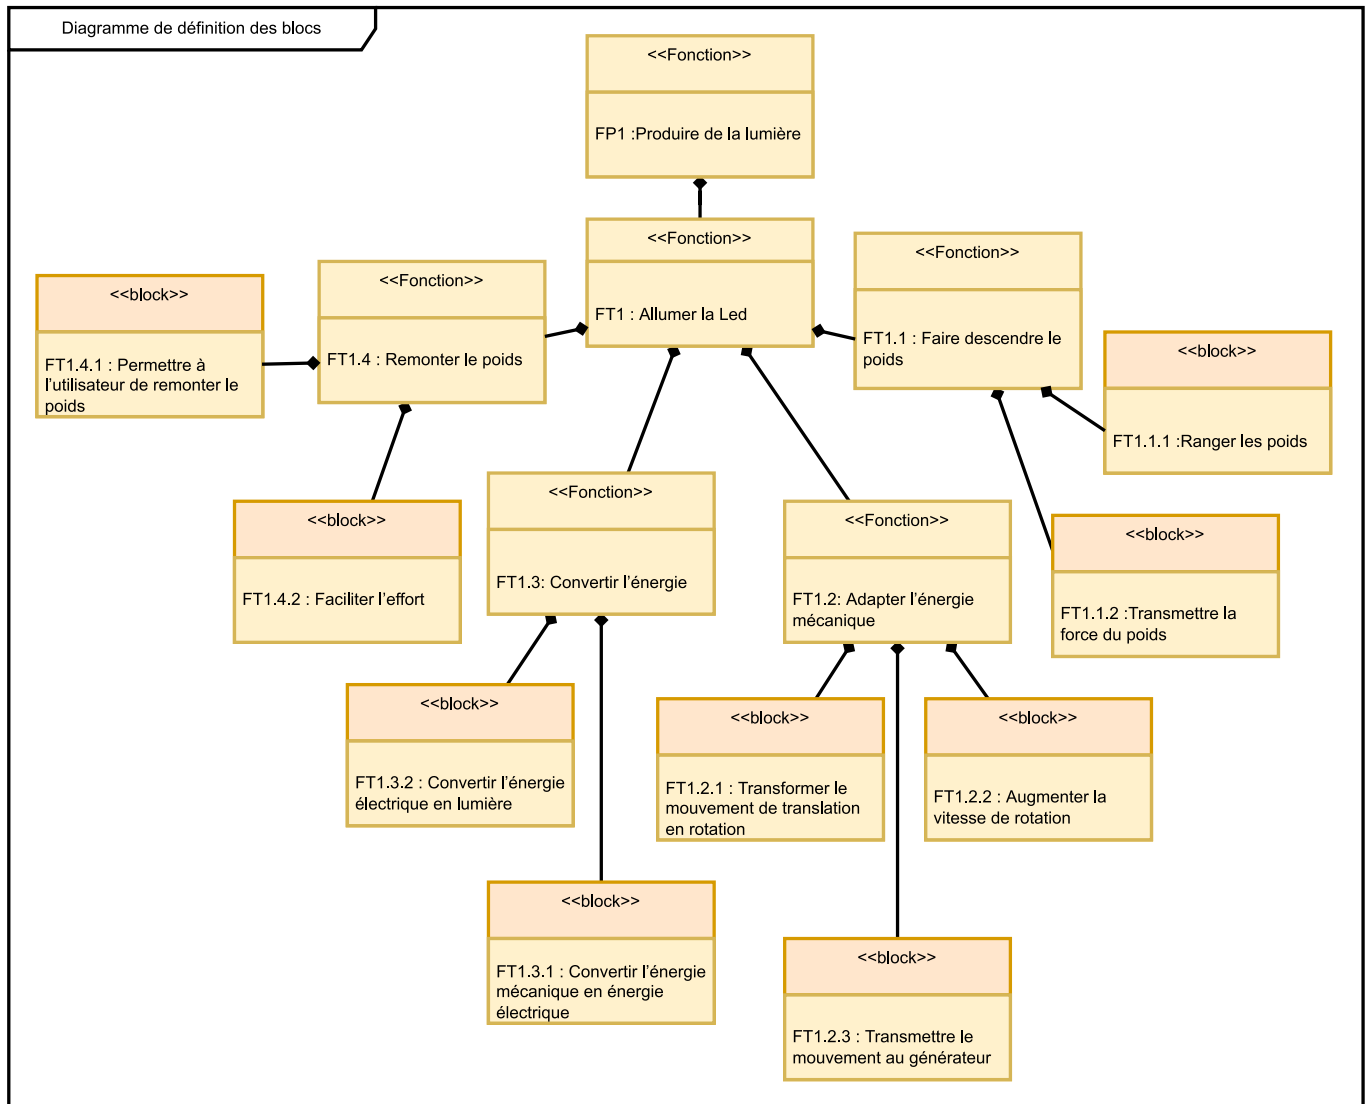 Diagramme de définition des blocs
<<Fonction>>
FP1 :Produire de la lumière
<<Fonction>>
FT1 : Allumer la Led
<<Fonction>>
FT1.1 : Faire descendre le
poids
<<Fonction>>
FT1.4 : Remonter le poids
<<block>>
FT1.4.1 : Permettre à
l'utilisateur de remonter le
poids
<<block>>
FT1.1.1 :Ranger les poids
<<block>>
FT1.4.2 : Faciliter l'effort
<<Fonction>>
FT1.3: Convertir l'énergie
<<Fonction>>
FT1.2: Adapter l'énergie
mécanique
<<block>>
FT1.1.2 :Transmettre la
force du poids
<<block>>
FT1.3.2 : Convertir l'énergie
électrique en lumière
<<block>>
FT1.2.1 : Transformer le
mouvement de translation
en rotation
<<block>>
FT1.2.2 : Augmenter la
vitesse de rotation
<<block>>
FT1.3.1 : Convertir l'énergie
mécanique en énergie
électrique
<<block>>
FT1.2.3 : Transmettre le
mouvement au générateur